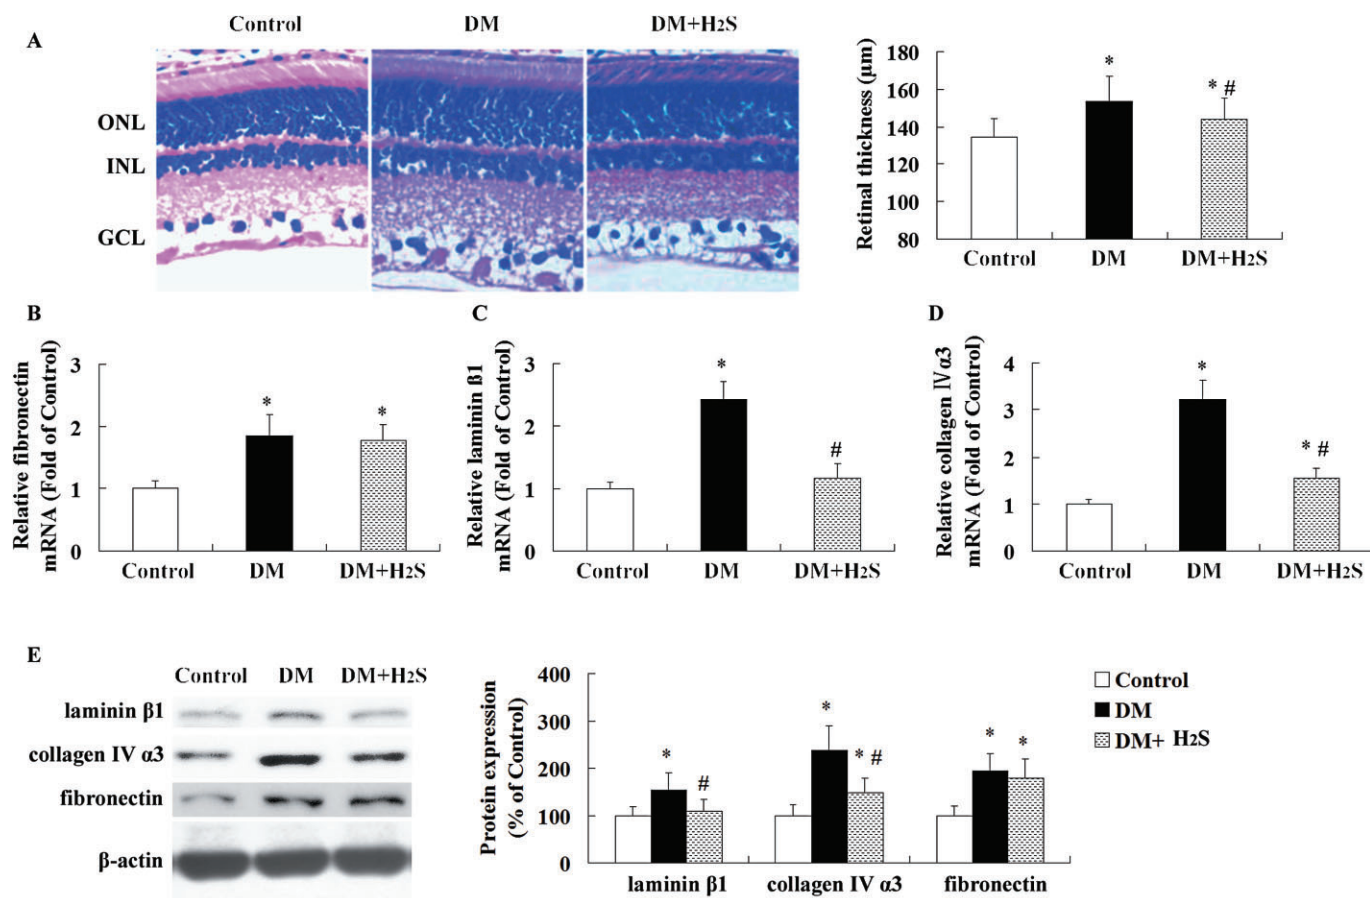 Control DM DM+H2S
A
ONL
INL
GCL
Retinal thickness (µm)
180
160
140
120
100
80
*
* #
Control DM DM+H2S
B
Relative fibronectin
mRNA (Fold of Control)
3
2
1
0
*
*
Control DM DM+H2S
C
Relative laminin ß1
mRNA (Fold of Control)
3
2
1
0
*
#
Control DM DM+H2S
D
Relative collagen Ⅳα3
mRNA (Fold of Control)
4
3
2
1
0
*
* #
Control DM DM+H2S
E
Control DM DM+H2S
laminin β1
collagen IV α3
fibronectin
β-actin
Protein expression
(% of Control)
400
300
200
100
0
* #
* * #
* *
laminin β1 collagen IV α3 fibronectin
Control
DM
DM+ H2S